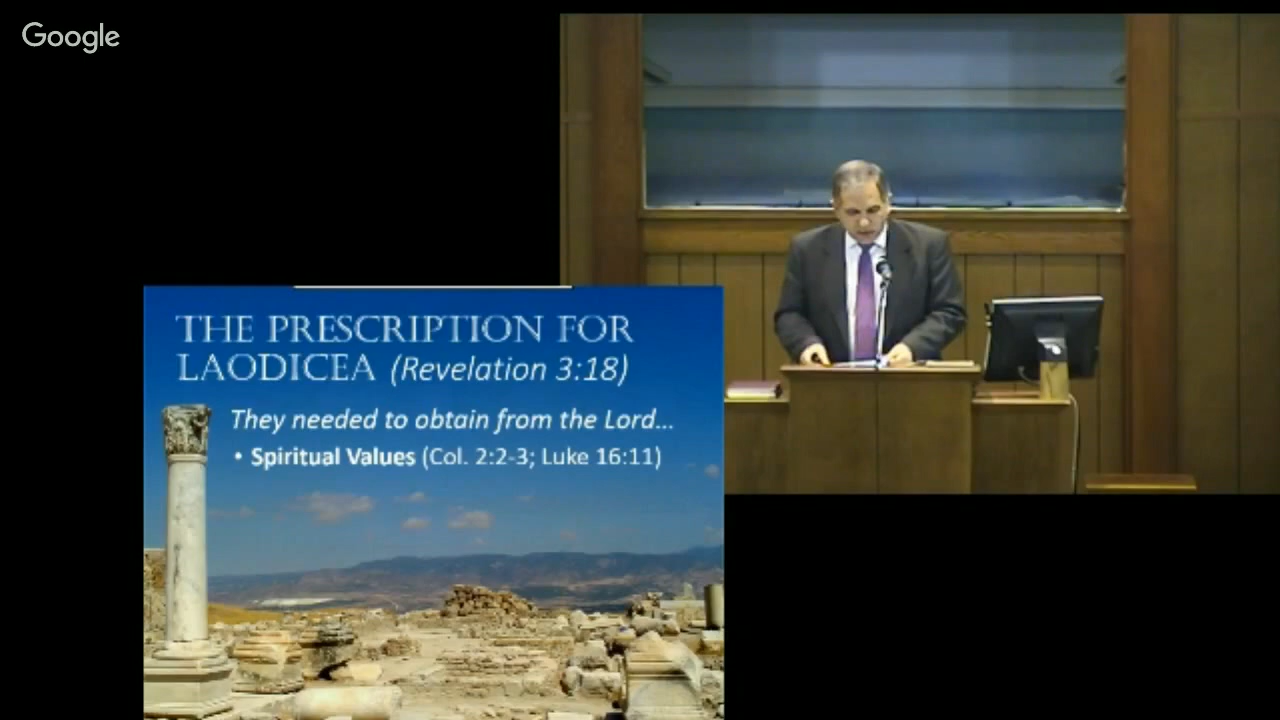 Google
THE PRESCRIPTION FOR
LAODICEA (Revelation 3:18)
They needed to obtain from the Lord...
• Spiritual Values (Col. 2:2-3; Luke 16:11)